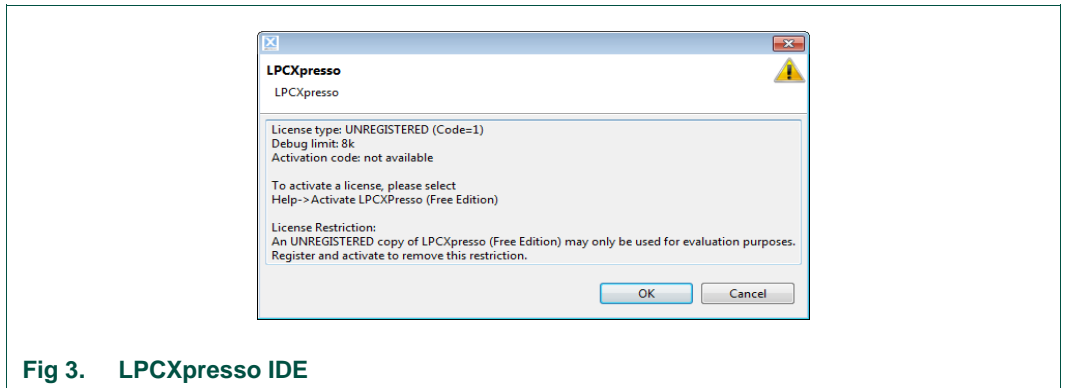 LPCXpresso
LPCXpresso
License type: UNREGISTERED (Code=1)
Debug limit: 8k
Activation code: not available
To activate a license, please select
Help->Activate LPCXPresso (Free Edition)
License Restriction:
An UNREGISTERED copy of LPCXpresso (Free Edition) may only be used for evaluation purposes.
Register and activate to remove this restriction.
OK Cancel
Fig 3. LPCXpresso IDE